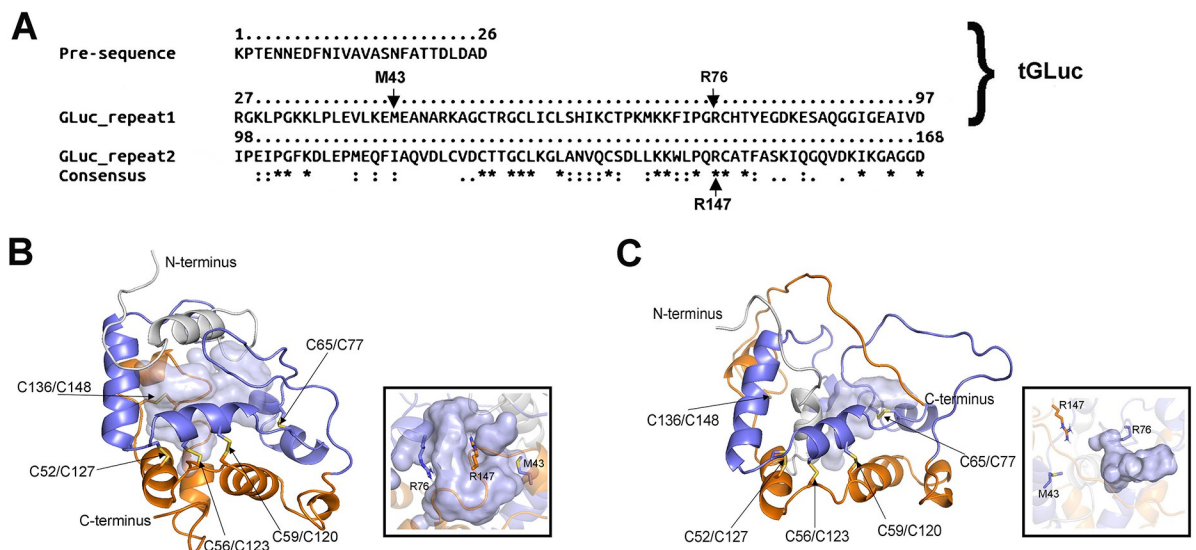 A
1.........................26
Pre-sequence KPTENNEDFNIVAVASNFATTDLDAD
M43 R76
tGLuc
27.....................................................................97
GLuc_repeat1 RGKLPGKKLPLEVLKEMEANARKAGCTRGCLICLSHIKCTPKMKKFIPGRCHTYEGDKESAQGGIGEAIVD
98.....................................................................168
GLuc_repeat2 IPEIPGFKDLEPMEQFIAQVDLCVDCTTGCLKGLANVQCSDLLKKWLPQRCATFASKIQGQVDKIKGAGGD
Consensus ::** * : : : ..** *** *:::*: **:* **:*: .. :. . * * *
R147
B
N-terminus
C65/C77
C136/C148
C52/C127
C-terminus
C56/C123
C59/C120
R76
R147
M43
C
N-terminus
C-terminus
C136/C148
C65/C77
C52/C127
C56/C123
C59/C120
R147
R76
M43